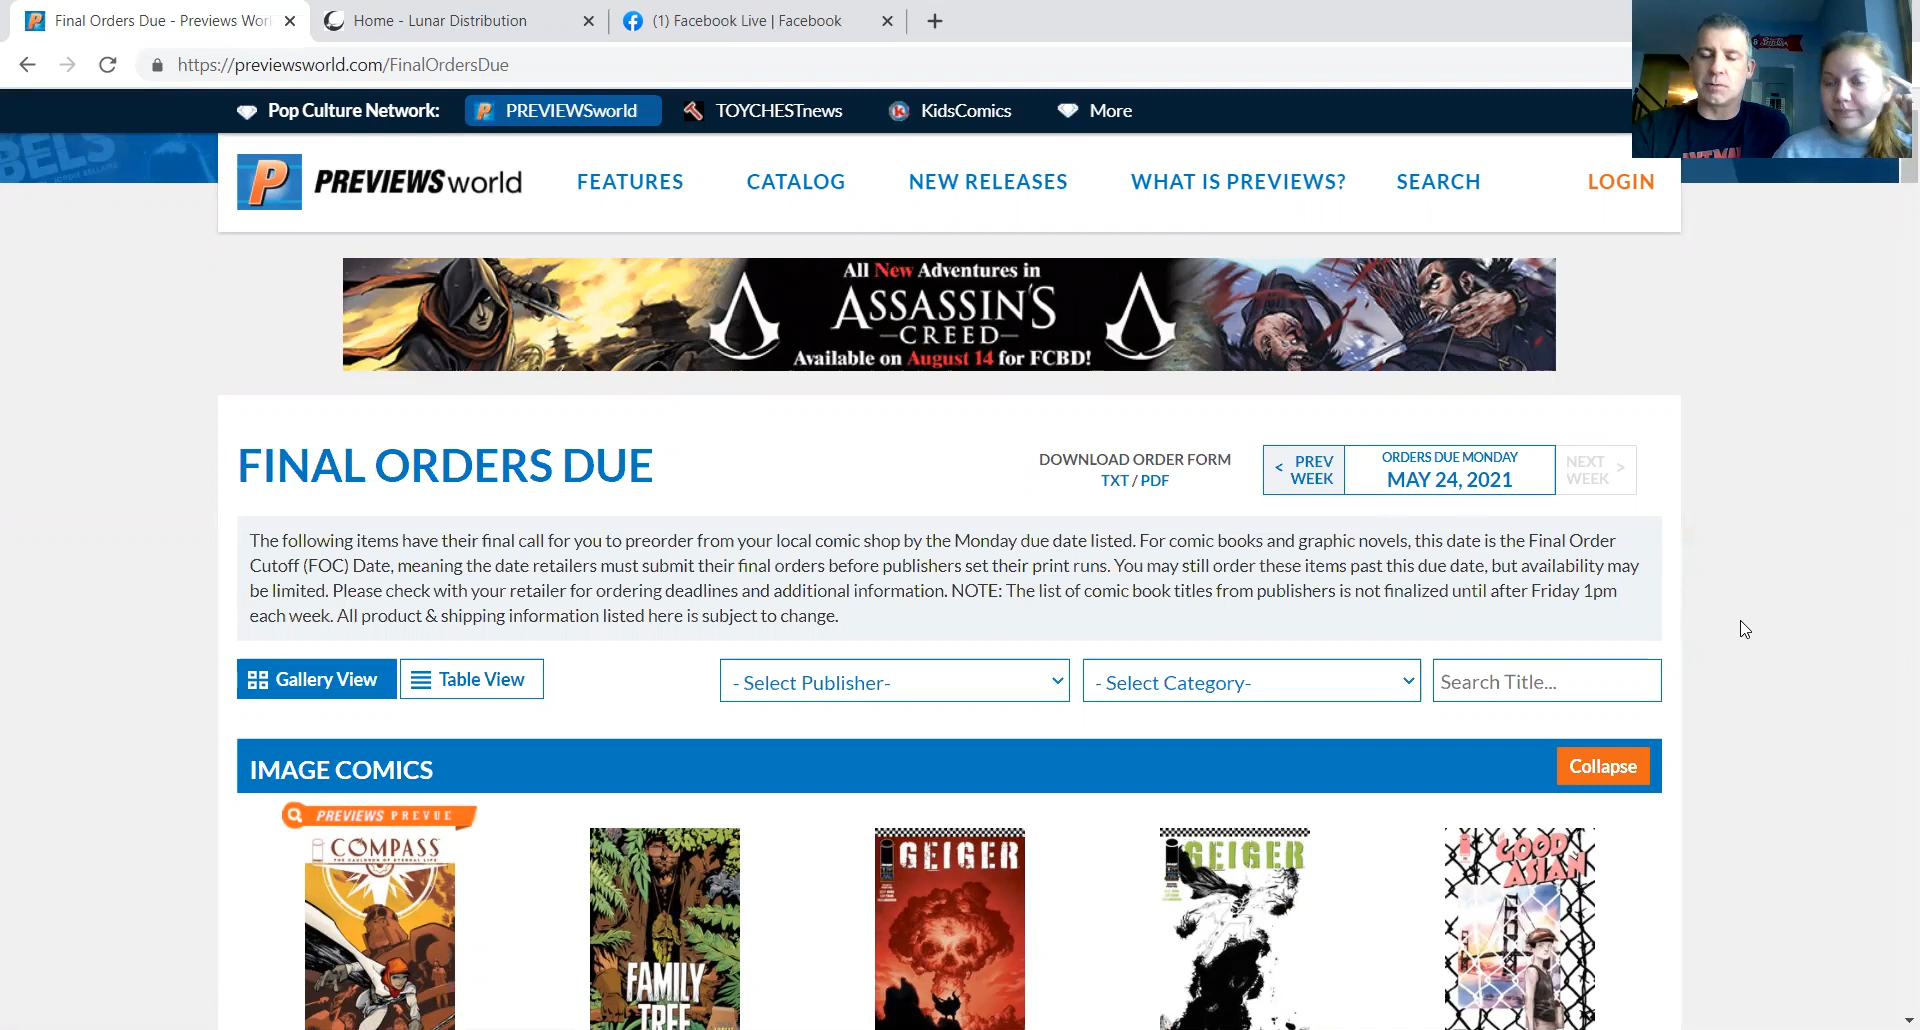 Final Orders Due - Previews Worl
Home - Lunar Distribution
(1) Facebook Live | Facebook
https://previewsworld.com/FinalOrdersDue
Pop Culture Network:
PREVIEWSworld
TOYCHESTnews
KidsComics
More
BELS
PREVIEWSworld
FEATURES
CATALOG
NEW RELEASES
WHAT IS PREVIEWS?
SEARCH
LOGIN
All New Adventures in
ASSASSIN'S
CREED
Available on August 14 for FCBD!
FINAL ORDERS DUE
DOWNLOAD ORDER FORM
TXT / PDF
< PREV
WEEK
ORDERS DUE MONDAY
MAY 24, 2021
NEXT >
WEEK
The following items have their final call for you to preorder from your local comic shop by the Monday due date listed. For comic books and graphic novels, this date is the Final Order
Cutoff (FOC) Date, meaning the date retailers must submit their final orders before publishers set their print runs. You may still order these items past this due date, but availability may
be limited. Please check with your retailer for ordering deadlines and additional information. NOTE: The list of comic book titles from publishers is not finalized until after Friday 1pm
each week. All product & shipping information listed here is subject to change.
Gallery View
Table View
- Select Publisher-
- Select Category-
Search Title...
IMAGE COMICS
Collapse
PREVIEWS PREVUE
COMPASS
THE CAULDRON OF ETERNAL LIFE
FAMILY
TREE
GEIGER
GEIGER
THE GOOD
ASIAN